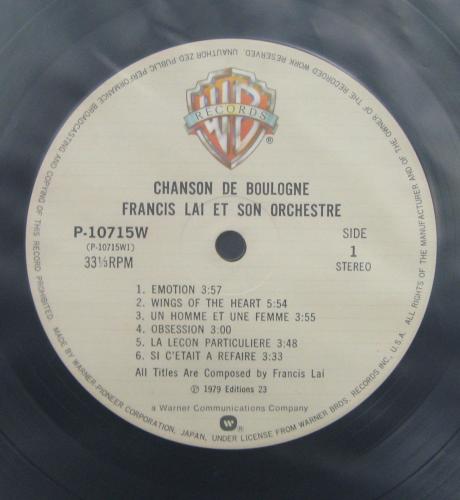 WB
RECORDS
®
CHANSON DE BOULOGNE
FRANCIS LAI ET SON ORCHESTRE
P-10715W
(P-10715W1)
33⅓RPM
SIDE
1
STEREO
1. EMOTION 3:57
2. WINGS OF THE HEART 5:54
3. UN HOMME ET UNE FEMME 3:55
4. OBSESSION 3:00
5. LA LECON PARTICULIERE 3:48
6. SI C'ETAIT A REFAIRE 3:33
All Titles Are Composed by Francis Lai
℗ 1979 Editions 23
a Warner Communications Company
MADE BY WARNER-PIONEER CORPORATION, JAPAN, UNDER LICENSE FROM WARNER BROS. RECORDS INC., U.S.A. ALL RIGHTS OF THE MANUFACTURER AND OF THE OWNER OF THE RECORDED WORK RESERVED. UNAUTHORIZED PUBLIC PERFORMANCE BROADCASTING AND COPYING OF THIS RECORD PROHIBITED.